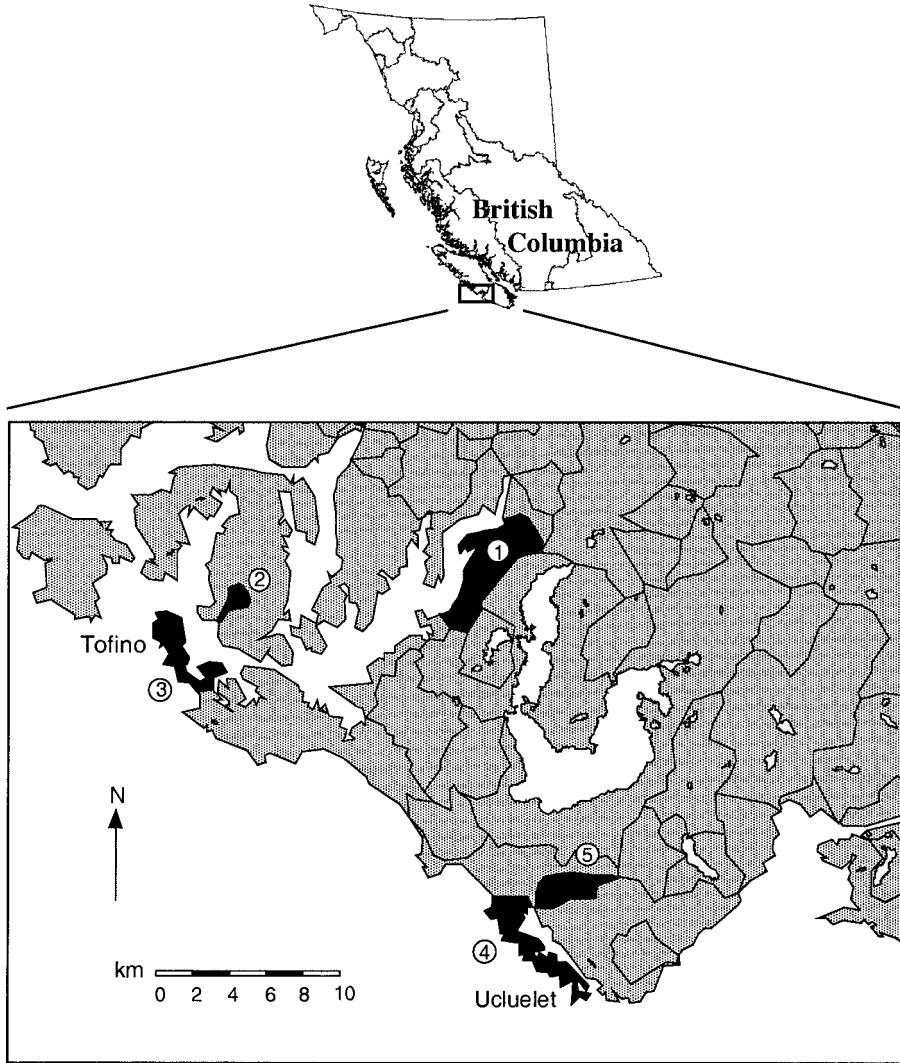 British
Columbia
①
②
Tofino
③
N
⑤
④
km
0 2 4 6 8 10
Ucluelet